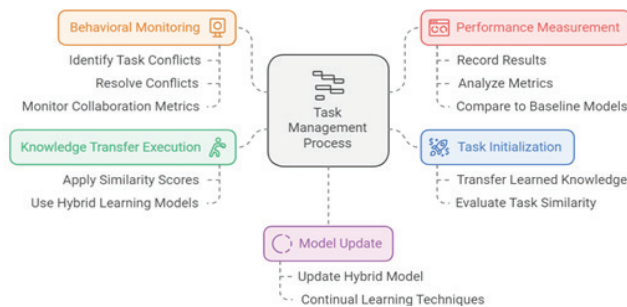 Behavioral Monitoring
Identify Task Conflicts
Resolve Conflicts
Monitor Collaboration Metrics
Knowledge Transfer Execution
Apply Similarity Scores
Use Hybrid Learning Models
Task
Management
Process
Performance Measurement
Record Results
Analyze Metrics
Compare to Baseline Models
Task Initialization
Transfer Learned Knowledge
Evaluate Task Similarity
Model Update
Update Hybrid Model
Continual Learning Techniques